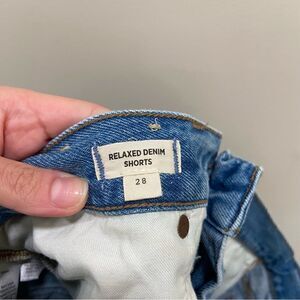 RELAXED DENIM
SHORTS
28